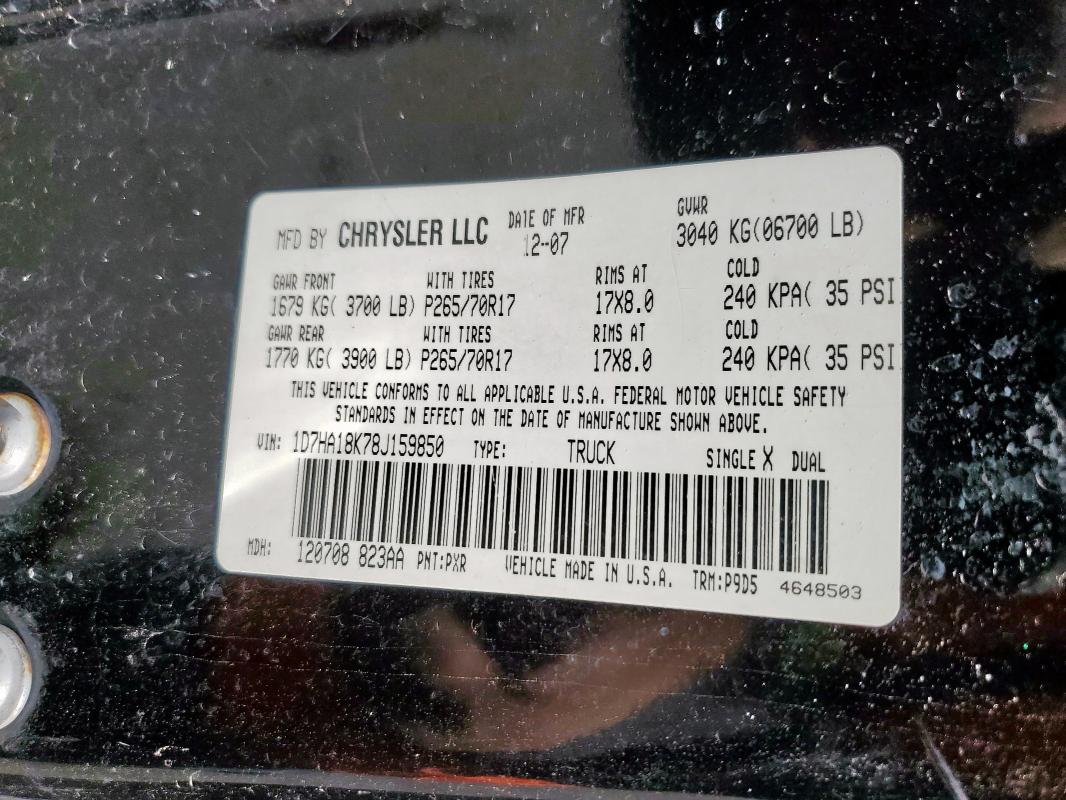 MFD BY CHRYSLER LLC DATE OF MFR 12-07 GVWR 3040 KG(06700 LB)
GAWR FRONT WITH TIRES RIMS AT COLD
1679 KG( 3700 LB) P265/70R17 17X8.0 240 KPA( 35 PSI
GAWR REAR WITH TIRES RIMS AT COLD
1770 KG( 3900 LB) P265/70R17 17X8.0 240 KPA( 35 PSI
THIS VEHICLE CONFORMS TO ALL APPLICABLE U.S.A. FEDERAL MOTOR VEHICLE SAFETY
STANDARDS IN EFFECT ON THE DATE OF MANUFACTURE SHOWN ABOVE.
VIN: 1D7HA18K78J159850 TYPE: TRUCK SINGLE X DUAL
MDH: 120708 823AA PNT:PXR VEHICLE MADE IN U.S.A. TRM:P9D5 4648503